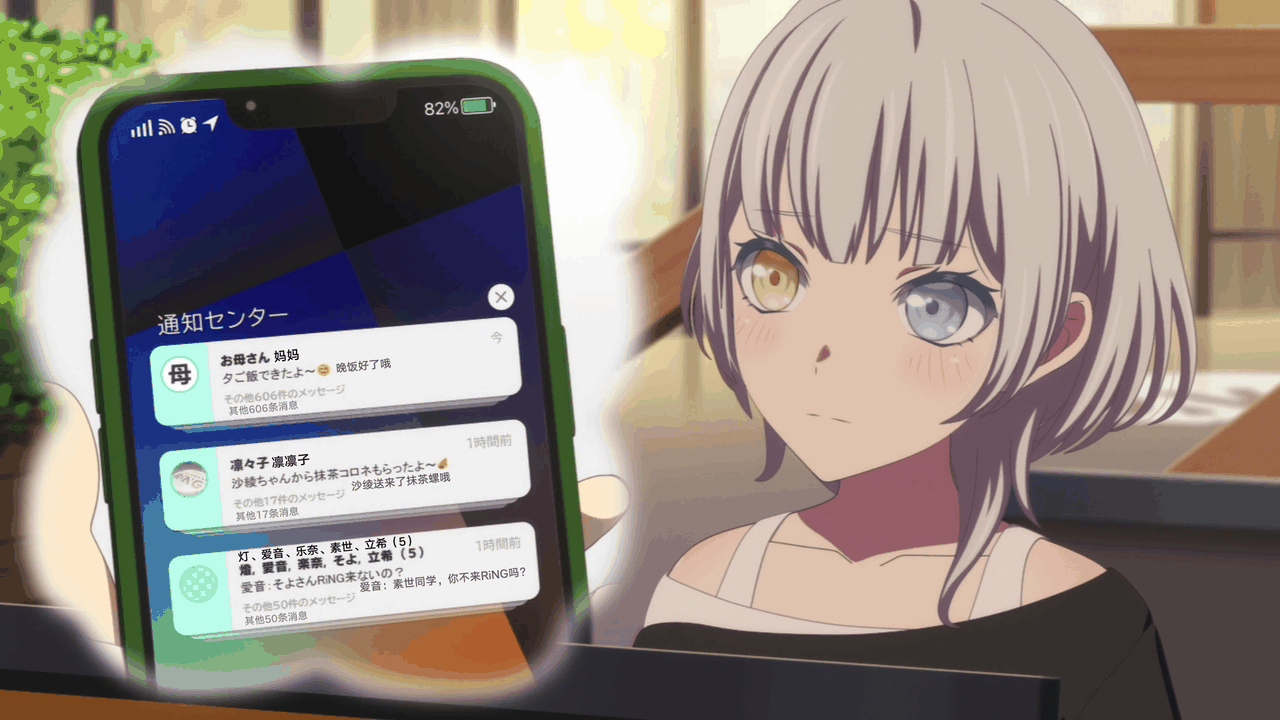 82%
通知センター
今
母
お母さん 妈妈
夕ご飯できたよ～😄 晚饭好了哦
その他606件のメッセージ
其他606条消息
1時間前
凛々子 凛凛子
沙綾ちゃんから抹茶コロネもらったよ～
沙绫送来了抹茶螺哦
その他17件のメッセージ
其他17条消息
灯、爱音、乐奈、素世、立希（5）
燈, 愛音, 楽奈, そよ, 立希（5）
1時間前
愛音：そよさんRiNG来ないの？
爱音：素世同学，你不来RiNG吗?
その他50件のメッセージ
其他50条消息